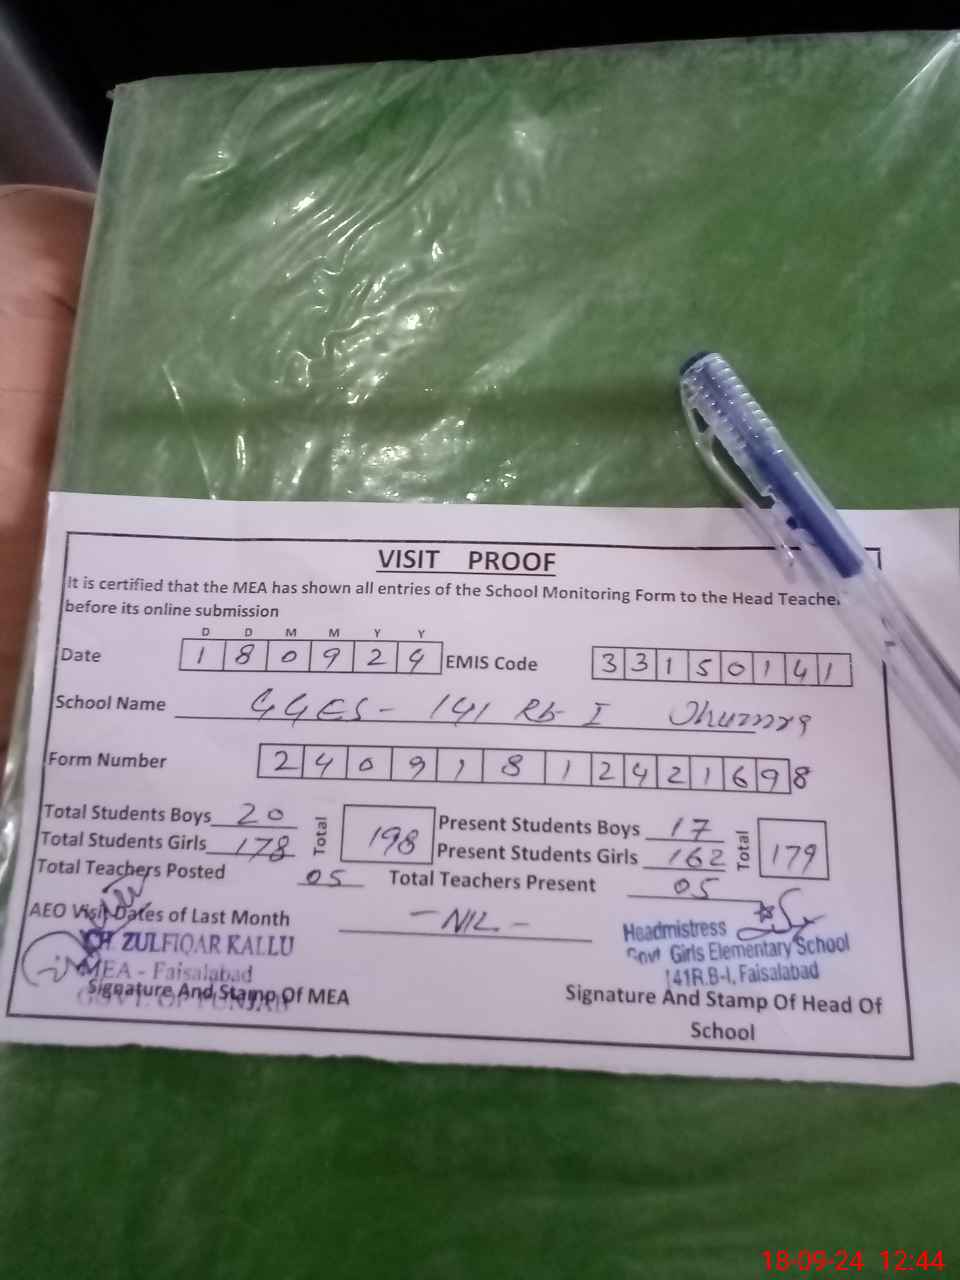 VISIT PROOF
It is certified that the MEA has shown all entries of the School Monitoring Form to the Head Teacher
before its online submission
D D M M Y Y
Date 1 8 0 9 2 4 EMIS Code 3 3 1 5 0 1 4 1
School Name GGES - 141 Rb I
Form Number 2 4 0 9 1 8 1 2 4 2 1 6 9 8
Total Students Boys 20 Total 198 Present Students Boys 17 Total 179
Total Students Girls 178 Present Students Girls 162
Total Teachers Posted 05 Total Teachers Present 05
AEO Visit Dates of Last Month - NIL -
CH. ZULFIQAR KALLU
MEA - Faisalabad
GOVT. OF PUNJAB
Signature And Stamp Of MEA
Headmistress
Govt Girls Elementary School
141R.B-I, Faisalabad
Signature And Stamp Of Head Of
School
18-09-24 12:44